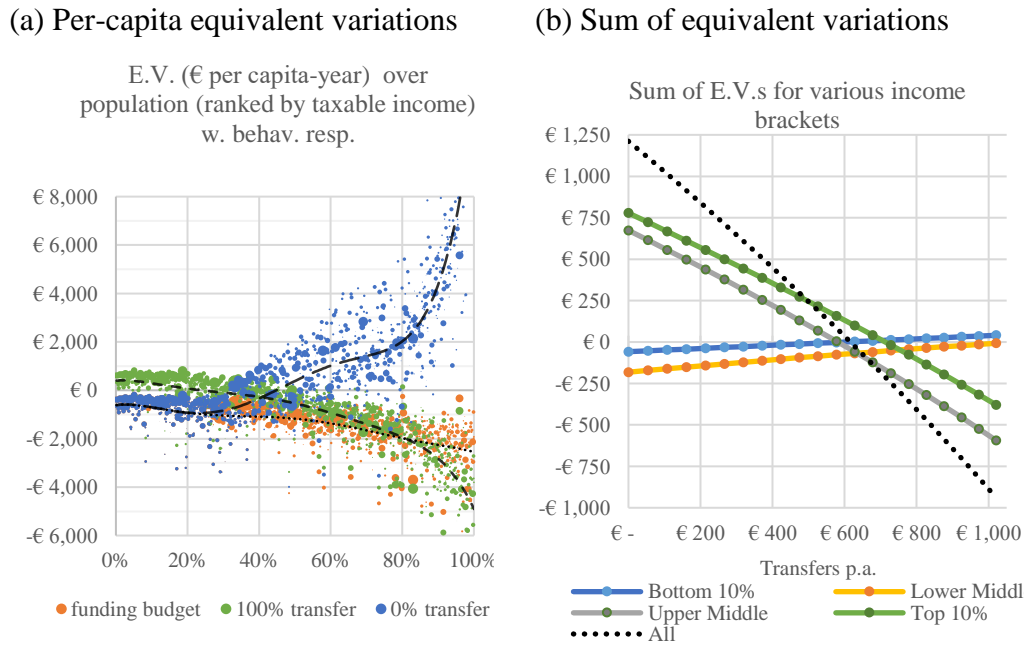 (a) Per-capita equivalent variations
E.V. (€ per capita-year) over
population (ranked by taxable income)
w. behav. resp.
€ 8,000
€ 6,000
€ 4,000
€ 2,000
€ 0
-€ 2,000
-€ 4,000
-€ 6,000
0%
20%
40%
60%
80%
100%
funding budget
100% transfer
0% transfer
(b) Sum of equivalent variations
Sum of E.V.s for various income
brackets
€ 1,250
€ 1,000
€ 750
€ 500
€ 250
€ 0
-€ 250
-€ 500
-€ 750
-€ 1,000
€ -
€ 200
€ 400
€ 600
€ 800
€ 1,000
Transfers p.a.
Bottom 10%
Lower Middl
Upper Middle
Top 10%
All